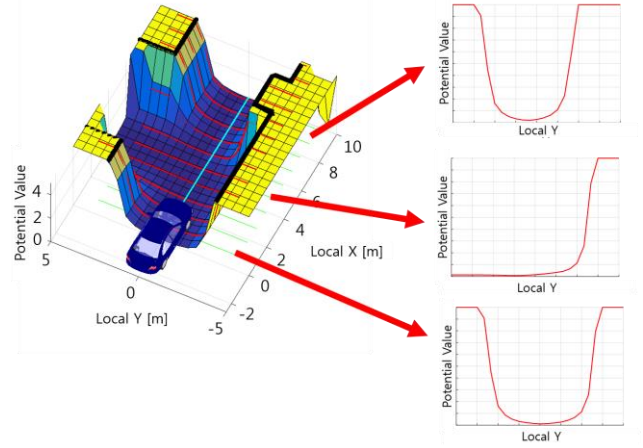 Potential Value
4
2
0
5
0
-5
Local Y [m]
-2
0
2
4
6
8
10
Local X [m]
Potential Value
Local Y
Potential Value
Local Y
Potential Value
Local Y